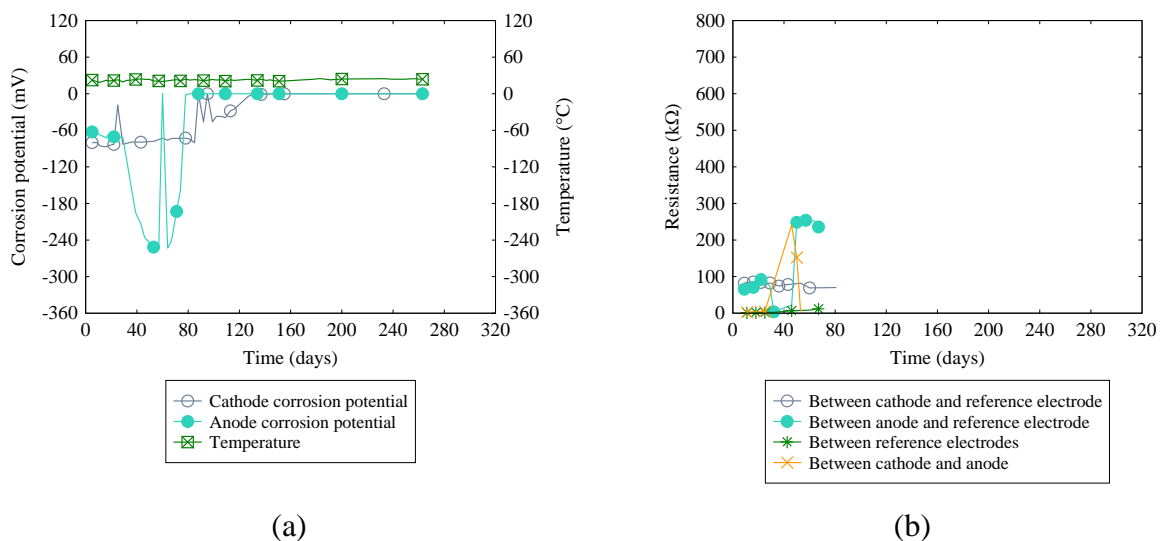 120
60
0
-60
-120
-180
-240
-300
-360
Corrosion potential (mV)
120
60
0
-60
-120
-180
-240
-300
-360
Temperature (°C)
0 40 80 120 160 200 240 280 320
Time (days)
Cathode corrosion potential
Anode corrosion potential
Temperature
(a)
800
700
600
500
400
300
200
100
0
Resistance (kΩ)
0 40 80 120 160 200 240 280 320
Time (days)
Between cathode and reference electrode
Between anode and reference electrode
Between reference electrodes
Between cathode and anode
(b)